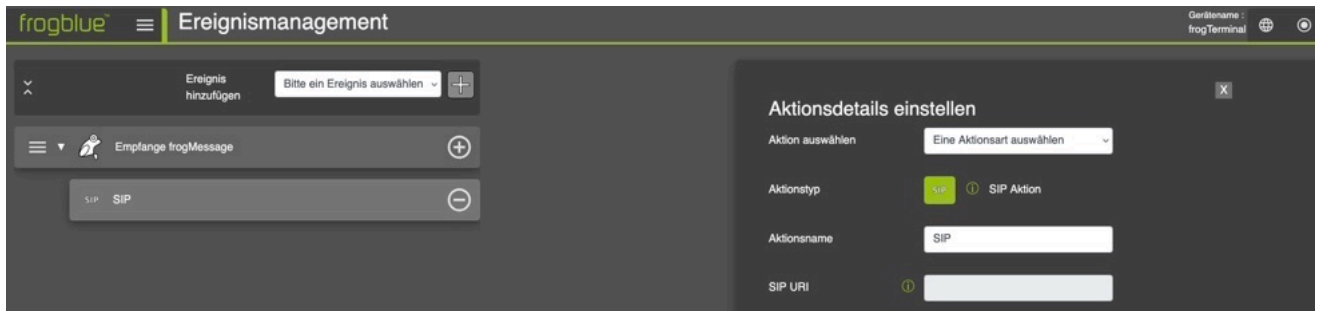 frogblue™
Ereignismanagement
Gerätename :
frogTerminal
Ereignis
hinzufügen
Bitte ein Ereignis auswählen
Empfange frogMessage
SIP SIP
X
Aktionsdetails einstellen
Aktion auswählen
Eine Aktionsart auswählen
Aktionstyp
SIP
SIP Aktion
Aktionsname
SIP
SIP URI